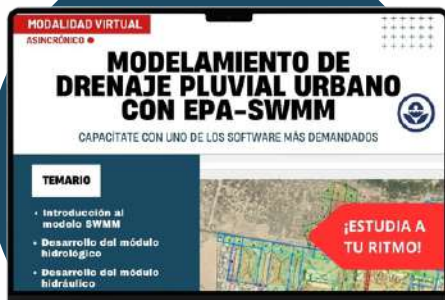 MODALIDAD VIRTUAL
ASINCRÓNICO
MODELAMIENTO DE
DRENAJE PLUVIAL URBANO
CON EPA-SWMM
CAPACÍTATE CON UNO DE LOS SOFTWARE MÁS DEMANDADOS
TEMARIO
• Introducción al
modelo SWMM
• Desarrollo del módulo
hidrológico
• Desarrollo del módulo
hidráulico
¡ESTUDIA A
TU RITMO!